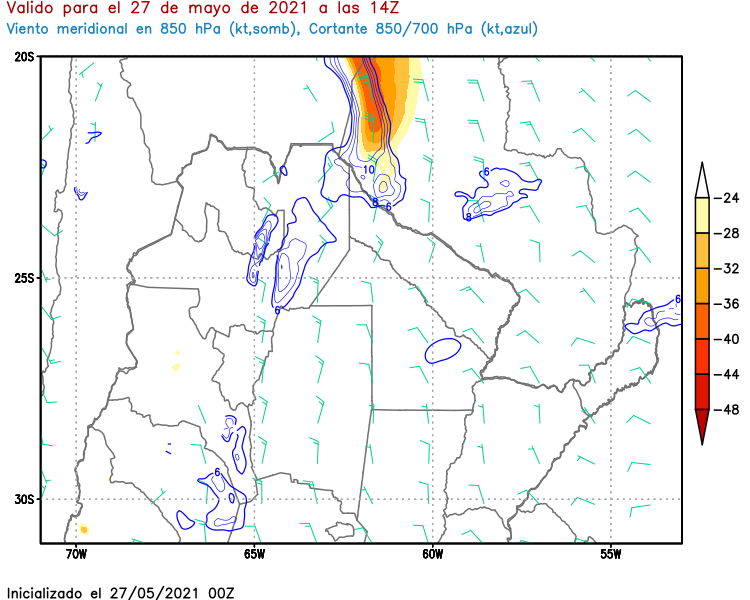 Valido para el 27 de mayo de 2021 a las 14Z
Viento meridional en 850 hPa (kt,somb), Cortante 850/700 hPa (kt,azul)
20S
25S
30S
70W
65W
60W
55W
10
8
6
6
8
6
6
6
-24
-28
-32
-36
-40
-44
-48
Inicializado el 27/05/2021 00Z